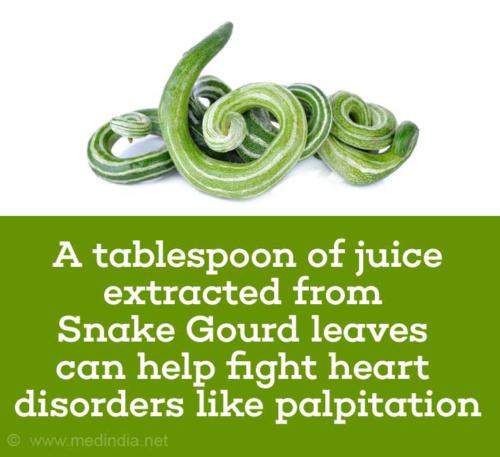 A tablespoon of juice
extracted from
Snake Gourd leaves
can help fight heart
disorders like palpitation
© www.medindia.net